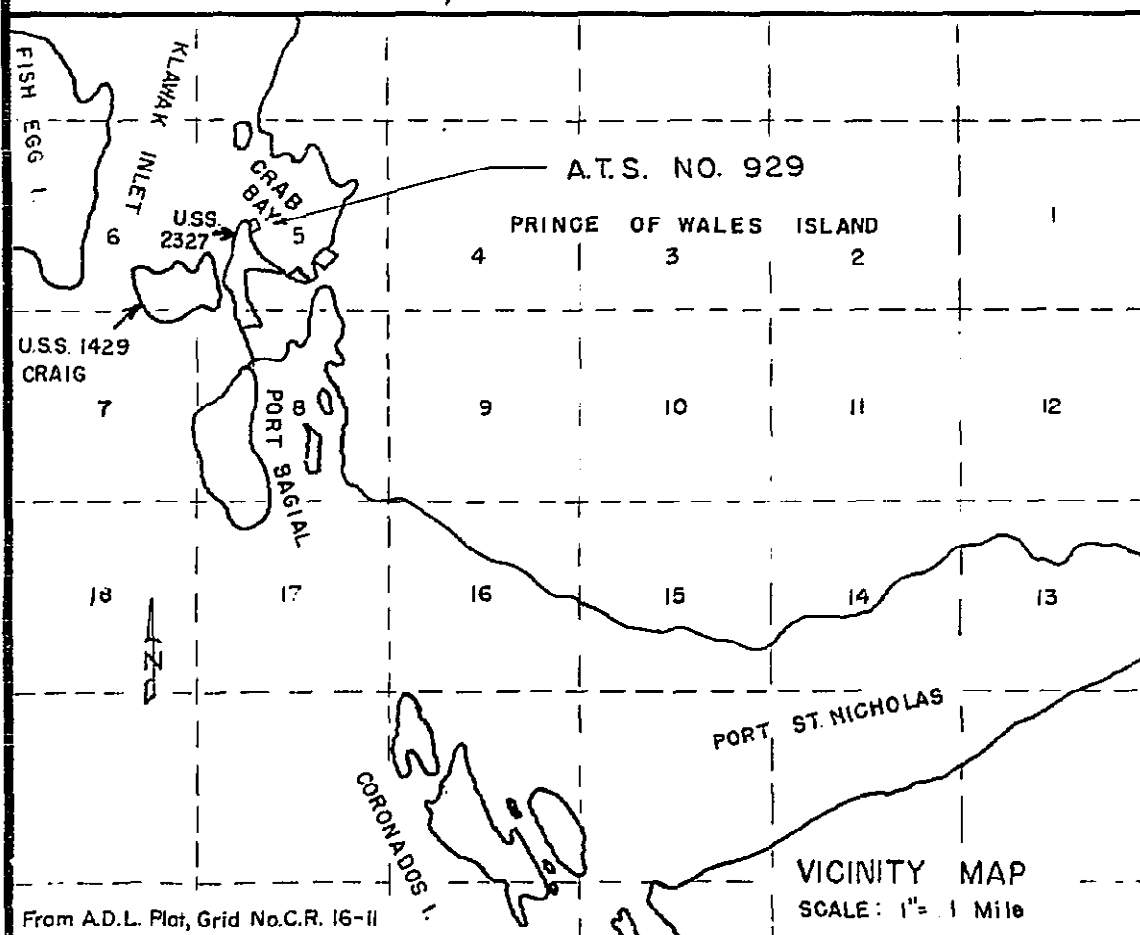 FISH EGG I.
KLAWAK INLET
CRAB
BAY
A.T.S. NO. 929
U.S.S.
2327
6
5
PRINCE OF WALES ISLAND
4
3
2
1
U.S.S. 1429
CRAIG
7
8
PORT BAGIAL
9
10
11
12
18
17
16
15
14
13
N
PORT ST. NICHOLAS
CORONADOS I.
VICINITY MAP
SCALE: 1"= 1 Mile
From A.D.L. Plat, Grid No.C.R. 16-11